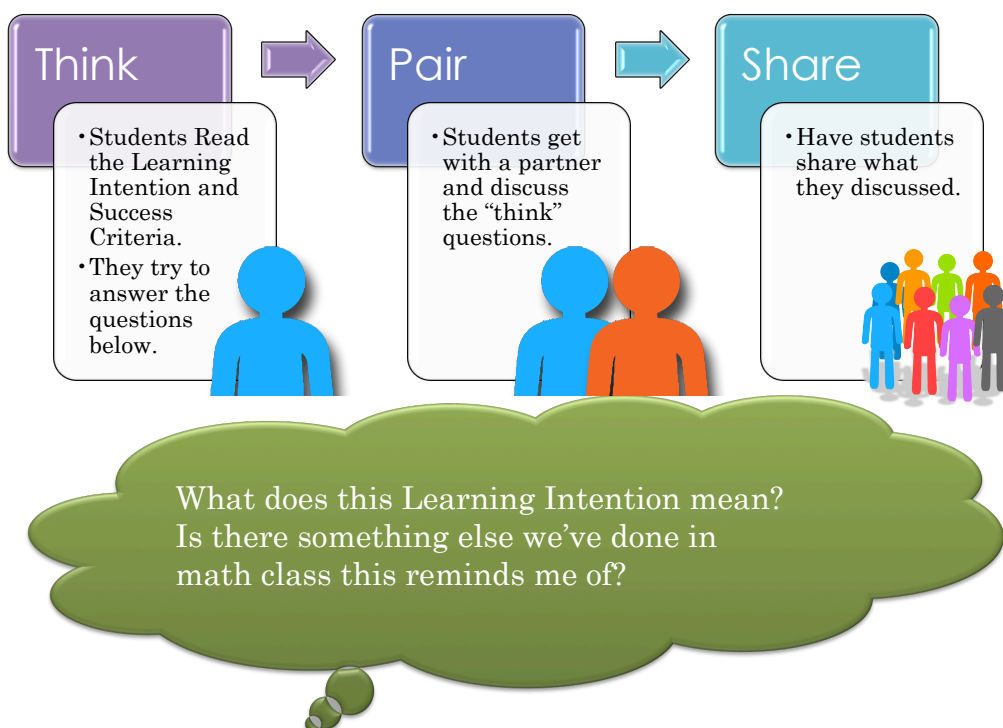 Think
• Students Read
the Learning
Intention and
Success
Criteria.
• They try to
answer the
questions
below.
Pair
• Students get
with a partner
and discuss
the “think”
questions.
Share
• Have students
share what
they discussed.
What does this Learning Intention mean?
Is there something else we’ve done in
math class this reminds me of?